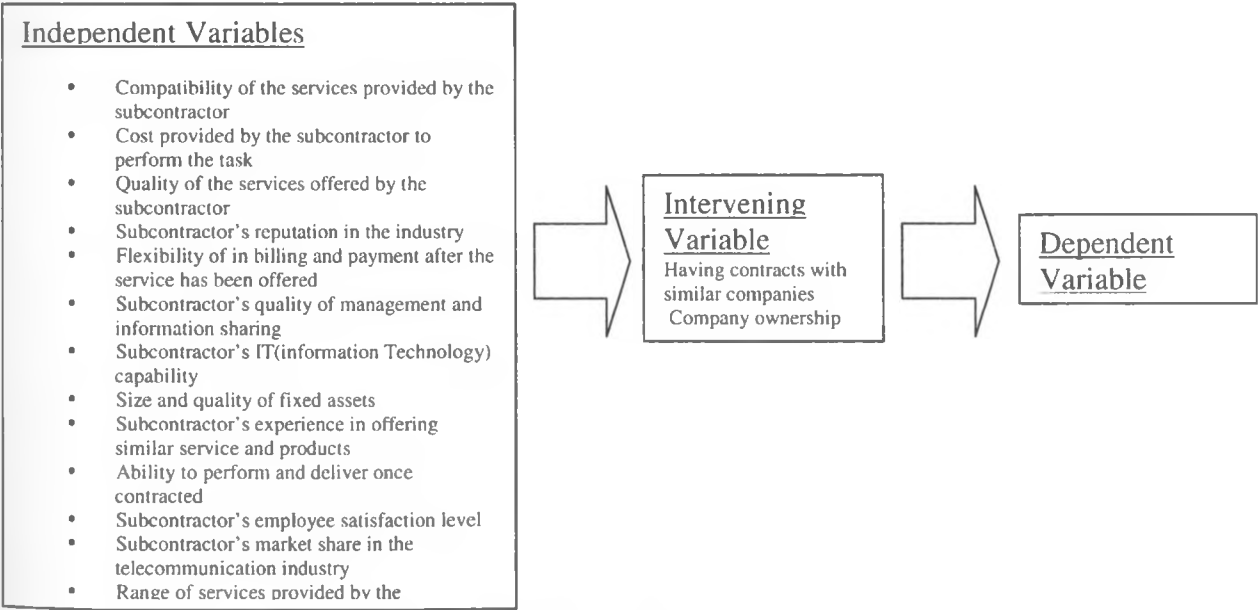 Independent Variables
• Compatibility of the services provided by the
subcontractor
• Cost provided by the subcontractor to
perform the task
• Quality of the services offered by the
subcontractor
• Subcontractor's reputation in the industry
• Flexibility of in billing and payment after the
service has been offered
• Subcontractor's quality of management and
information sharing
• Subcontractor's IT(information Technology)
capability
• Size and quality of fixed assets
• Subcontractor's experience in offering
similar service and products
• Ability to perform and deliver once
contracted
• Subcontractor's employee satisfaction level
• Subcontractor's market share in the
telecommunication industry
• Range of services provided by the
Intervening
Variable
Having contracts with
similar companies
Company ownership
Dependent
Variable